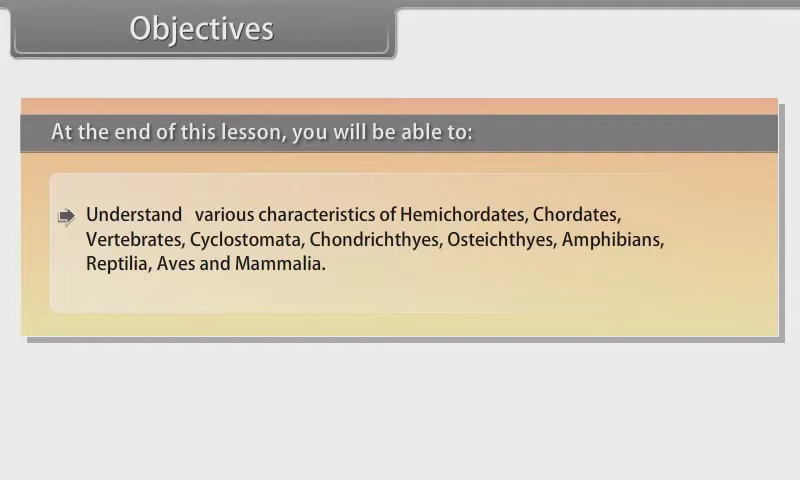 Objectives
At the end of this lesson, you will be able to:
Understand various characteristics of Hemichordates, Chordates,
Vertebrates, Cyclostomata, Chondrichthyes, Osteichthyes, Amphibians,
Reptilia, Aves and Mammalia.